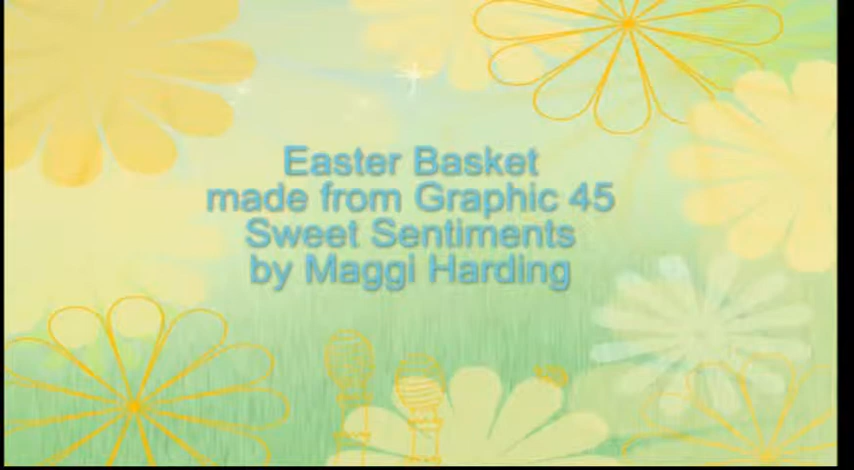 Easter Basket
made from Graphic 45
Sweet Sentiments
by Maggi Harding